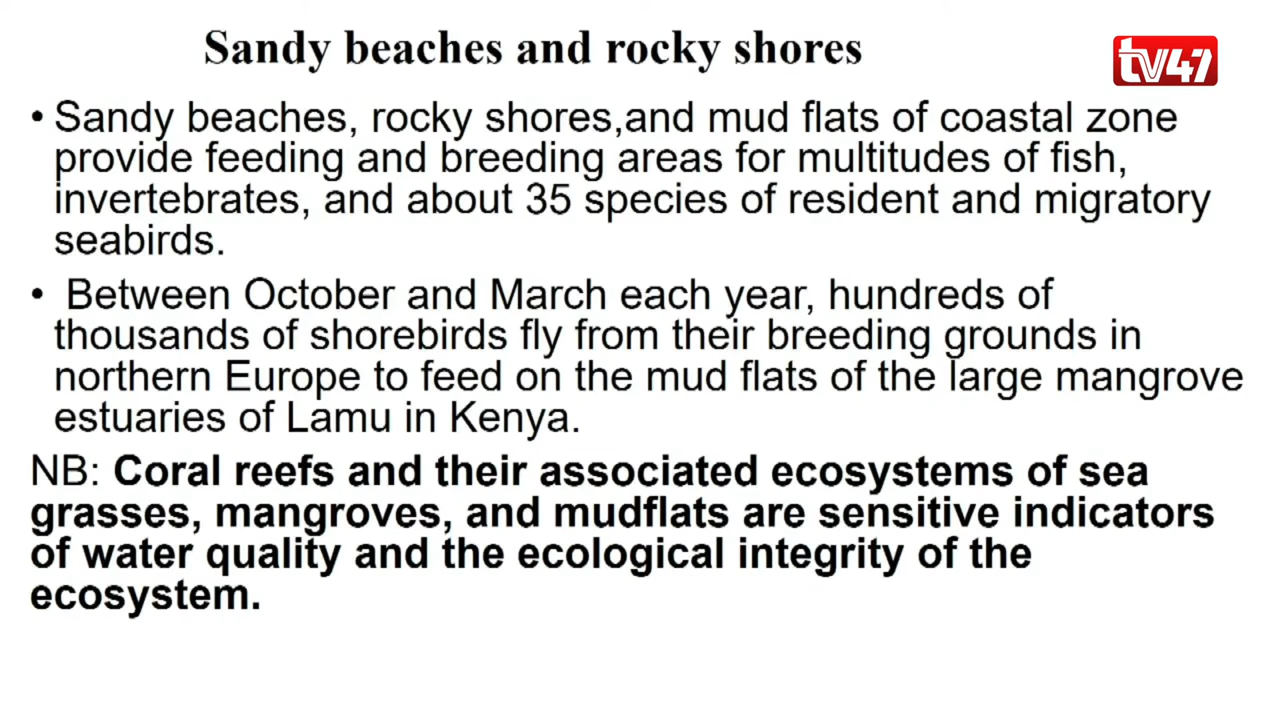 Sandy beaches and rocky shores
tv47
• Sandy beaches, rocky shores,and mud flats of coastal zone
provide feeding and breeding areas for multitudes of fish,
invertebrates, and about 35 species of resident and migratory
seabirds.
• Between October and March each year, hundreds of
thousands of shorebirds fly from their breeding grounds in
northern Europe to feed on the mud flats of the large mangrove
estuaries of Lamu in Kenya.
NB: Coral reefs and their associated ecosystems of sea
grasses, mangroves, and mudflats are sensitive indicators
of water quality and the ecological integrity of the
ecosystem.